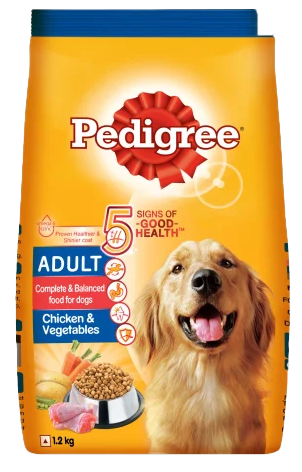 Pedigree®
Proven Healthier &
Shinier coat
5 SIGNS OF
GOOD
HEALTH™
ADULT
Complete & Balanced
food for dogs
Chicken &
Vegetables
1.2 kg